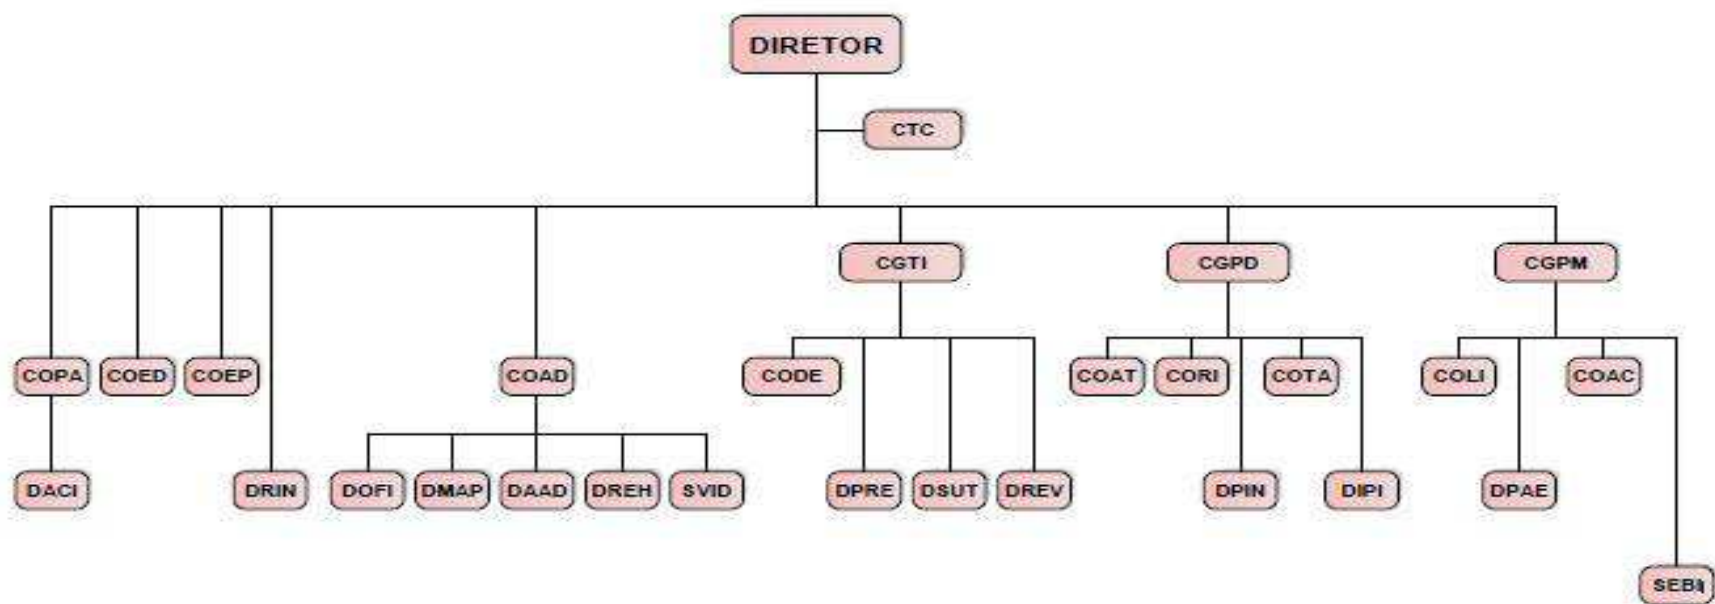 DIRETOR
CTC
CGTI
CGPD
CGPM
COPA
COED
COEP
COAD
CODE
COAT
CORI
COTA
COLI
COAC
DACI
DRIN
DOFI
DMAP
DAAD
DREH
SVID
DPRE
DSUT
DREV
DPIN
DIPI
DPAE
SEBI